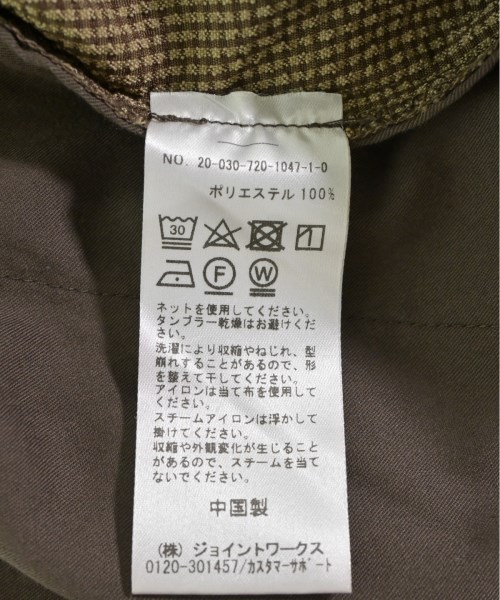 NO. 20-030-720-1047-1-0
ポリエステル 100%
30
F W
ネットを使用してください。
タンブラー乾燥はお避けくだ
さい。
洗濯により収縮やねじれ、型
崩れすることがあるので、形
を整えて干してください。
アイロンは当て布を使用して
ください。
スチームアイロンは浮かして
掛けてください。
収縮や外観変化が生じること
があるので、スチームを当て
ないでください。
中国製
(株) ジョイントワークス
0120-301457/カスタマーサポート